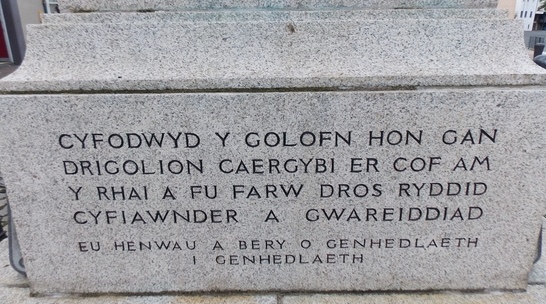 CYFODWYD Y GOLOFN HON GAN
DRIGOLION CAERGYBI ER COF AM
Y RHAI A FU FARW DROS RYDDID
CYFIAWNDER A GWAREIDDIAD
EU HENWAU A BERY O GENHEDLAETH
I GENHEDLAETH